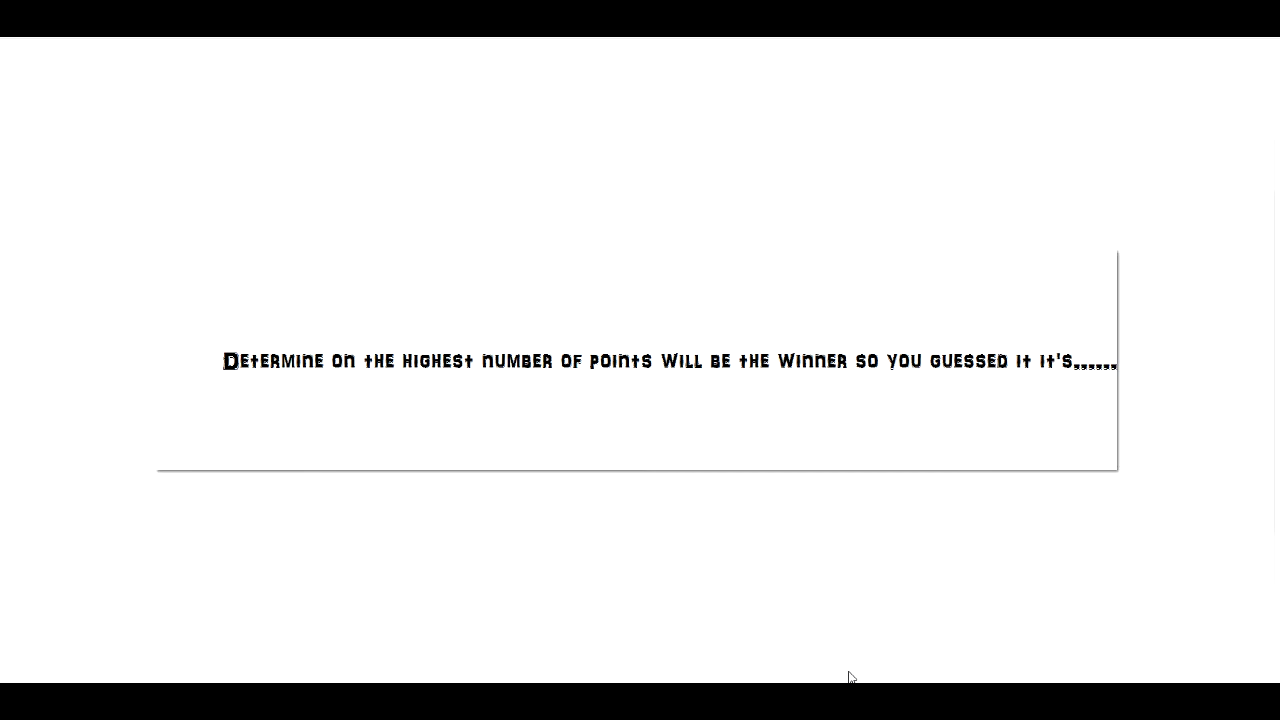 Determine on the highest number of points will be the winner so you guessed it it's......